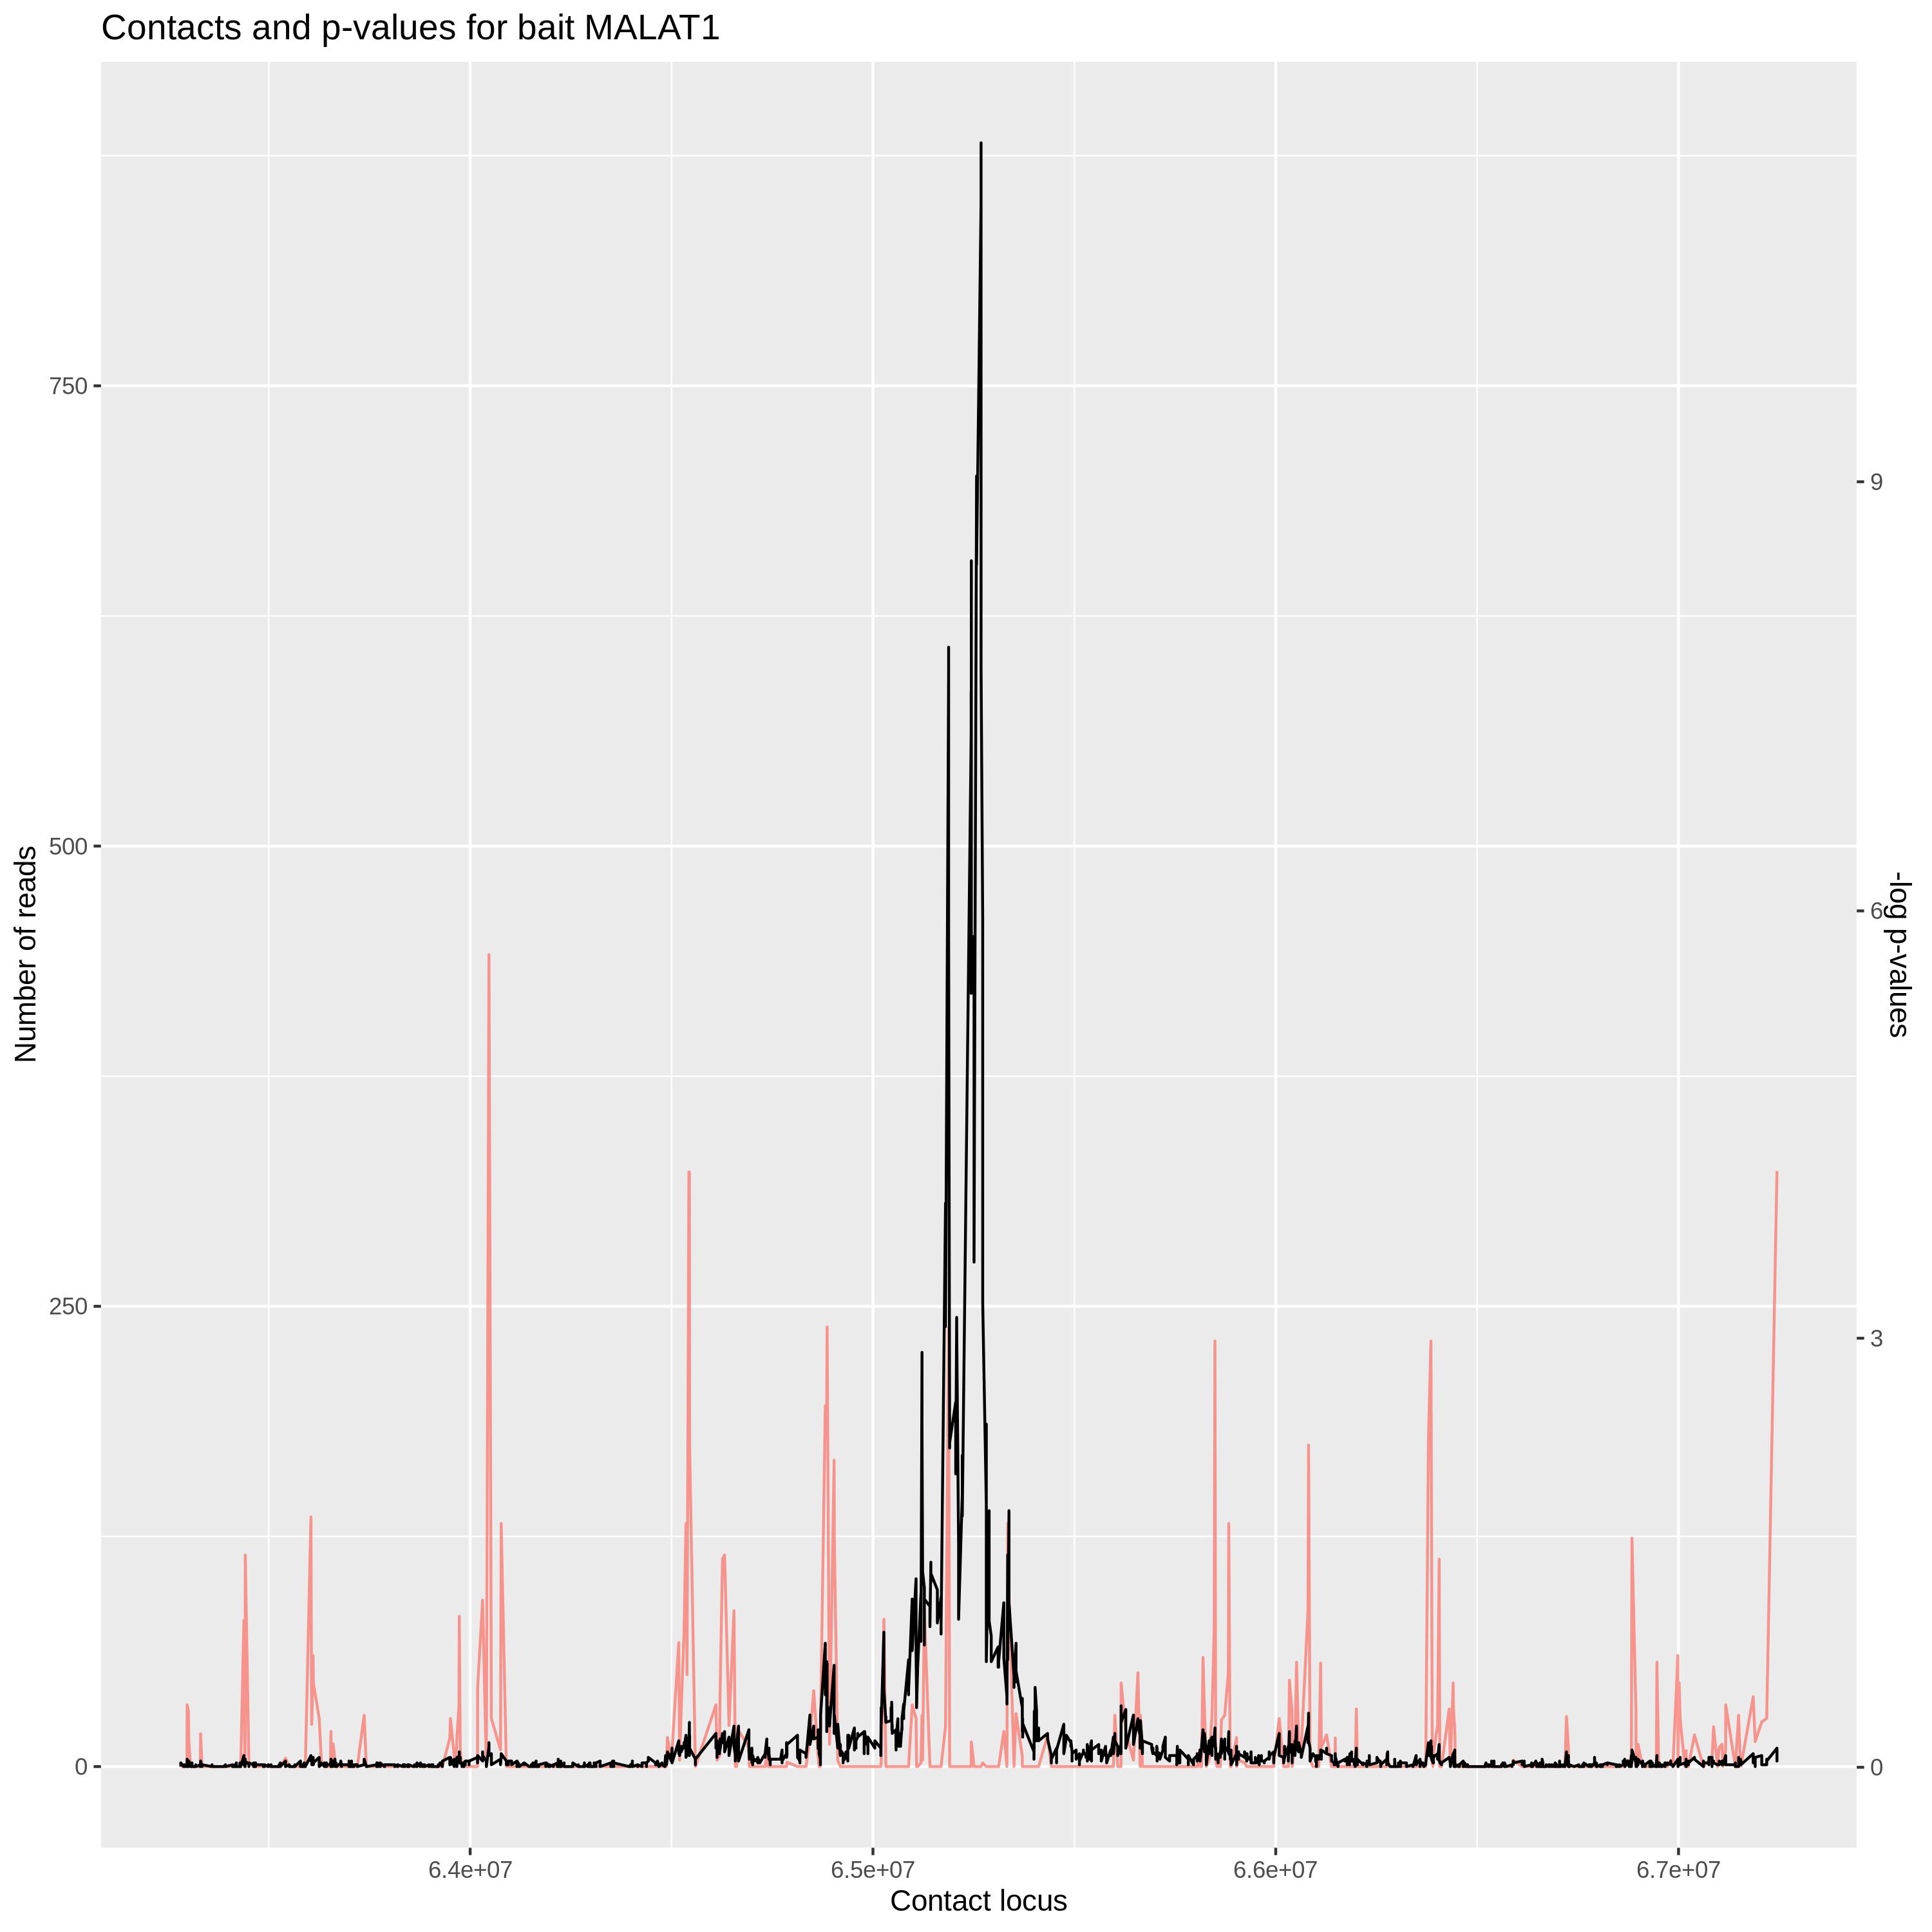 Contacts and p-values for bait MALAT1
750
500
250
0
9
6
3
0
Number of reads
-log p-values
6.4e+07 6.5e+07 6.6e+07 6.7e+07
Contact locus